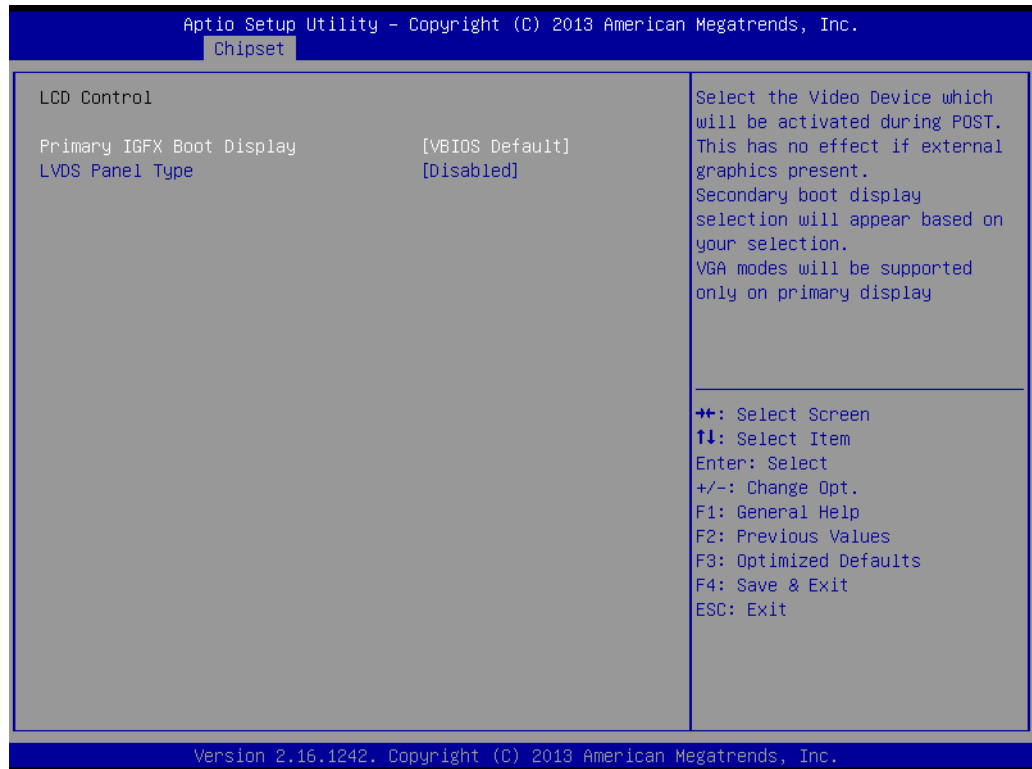 Aptio Setup Utility – Copyright (C) 2013 American Megatrends, Inc.
Chipset
LCD Control
Primary IGFX Boot Display [VBIOS Default]
LVDS Panel Type [Disabled]
Select the Video Device which
will be activated during POST.
This has no effect if external
graphics present.
Secondary boot display
selection will appear based on
your selection.
VGA modes will be supported
only on primary display
→←: Select Screen
↑↓: Select Item
Enter: Select
+/-: Change Opt.
F1: General Help
F2: Previous Values
F3: Optimized Defaults
F4: Save & Exit
ESC: Exit
Version 2.16.1242. Copyright (C) 2013 American Megatrends, Inc.